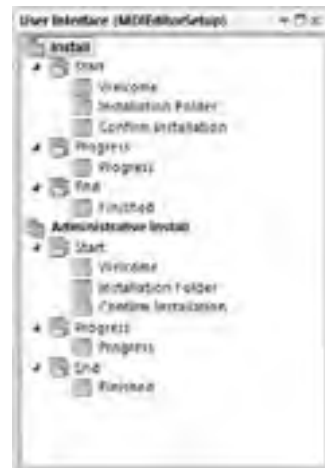 User Interface (MDIEditorSetup)
Install
Start
Welcome
Installation Folder
Confirm Installation
Progress
Progress
End
Finished
Administrative Install
Start
Welcome
Installation Folder
Confirm Installation
Progress
Progress
End
Finished